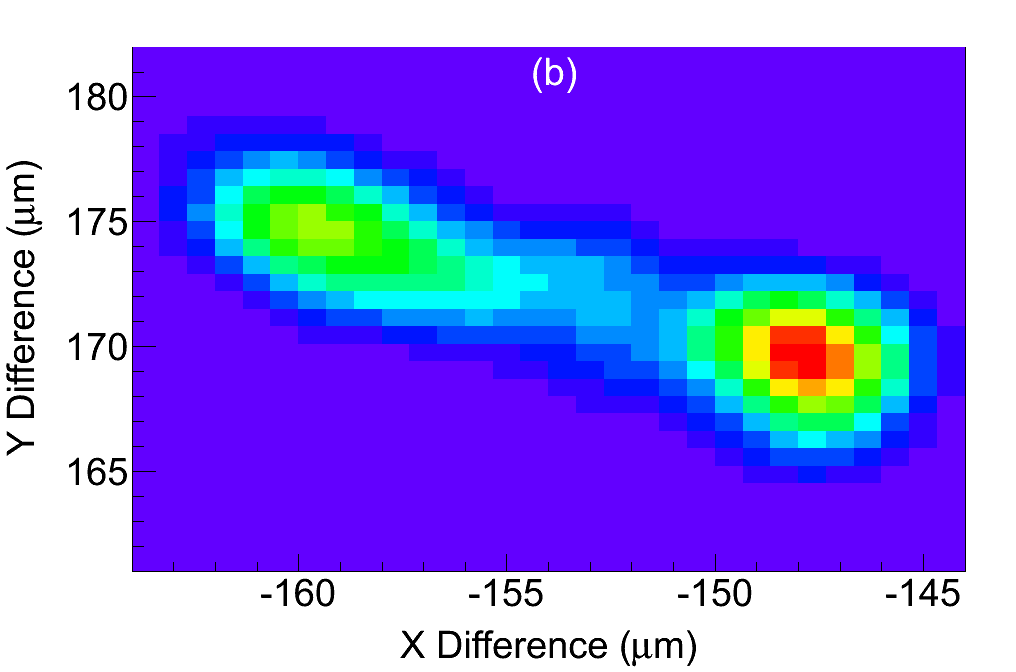 (b)
180
175
170
165
Y Difference (μm)
-160 -155 -150 -145
X Difference (μm)